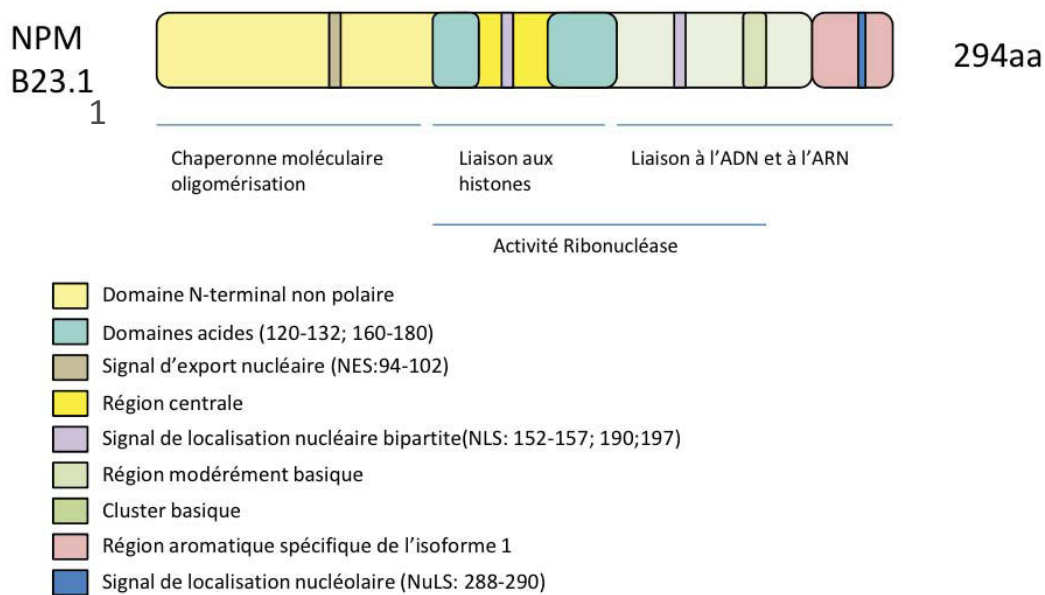 NPM
B23.1
1
294aa
Chaperonne moléculaire
oligomérisation
Liaison aux
histones
Liaison à l'ADN et à l'ARN
Activité Ribonucléase
Domaine N-terminal non polaire
Domaines acides (120-132; 160-180)
Signal d'export nucléaire (NES:94-102)
Région centrale
Signal de localisation nucléaire bipartite(NLS: 152-157; 190;197)
Région modérément basique
Cluster basique
Région aromatique spécifique de l'isoforme 1
Signal de localisation nucléolaire (NuLS: 288-290)